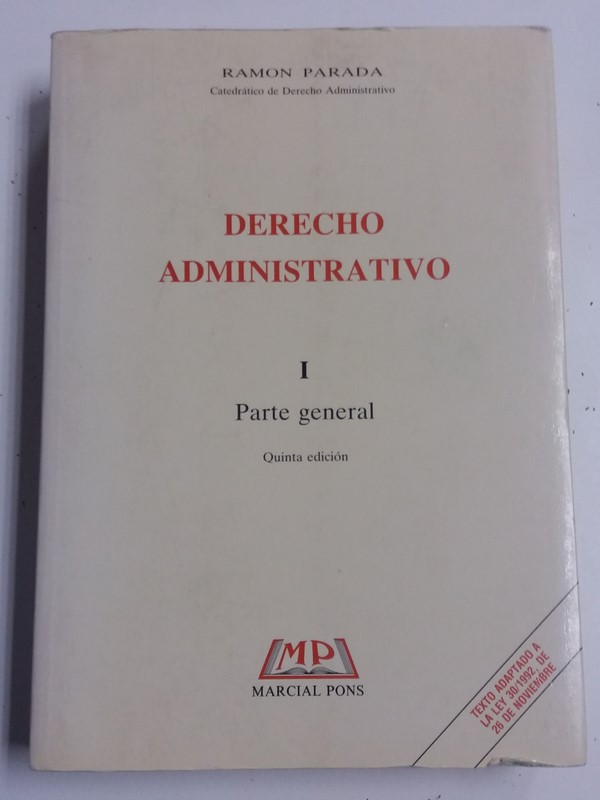 RAMON PARADA
Catedrático de Derecho Administrativo
DERECHO
ADMINISTRATIVO
I
Parte general
Quinta edición
MP
MARCIAL PONS
TEXTO ADAPTADO A
LA LEY 30/1992, DE
26 DE NOVIEMBRE